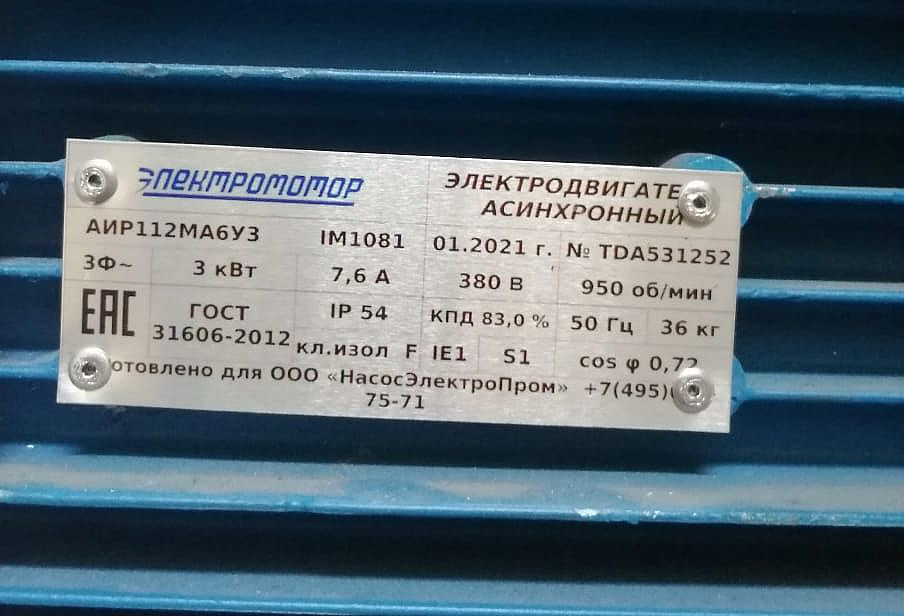 ЭЛЕКТРОМОТОР
ЭЛЕКТРОДВИГАТЕ
АСИНХРОННЫЙ
АИР112МА6У3 IM1081 01.2021 г. № TDA531252
3Ф~ 3 кВт 7,6 А 380 В 950 об/мин
ЕАС ГОСТ 31606-2012 IP 54 КПД 83,0 % 50 Гц 36 кг
кл.изол F IE1 S1 cos φ 0,72
отовлено для ООО «НасосЭлектроПром» +7(495)
75-71